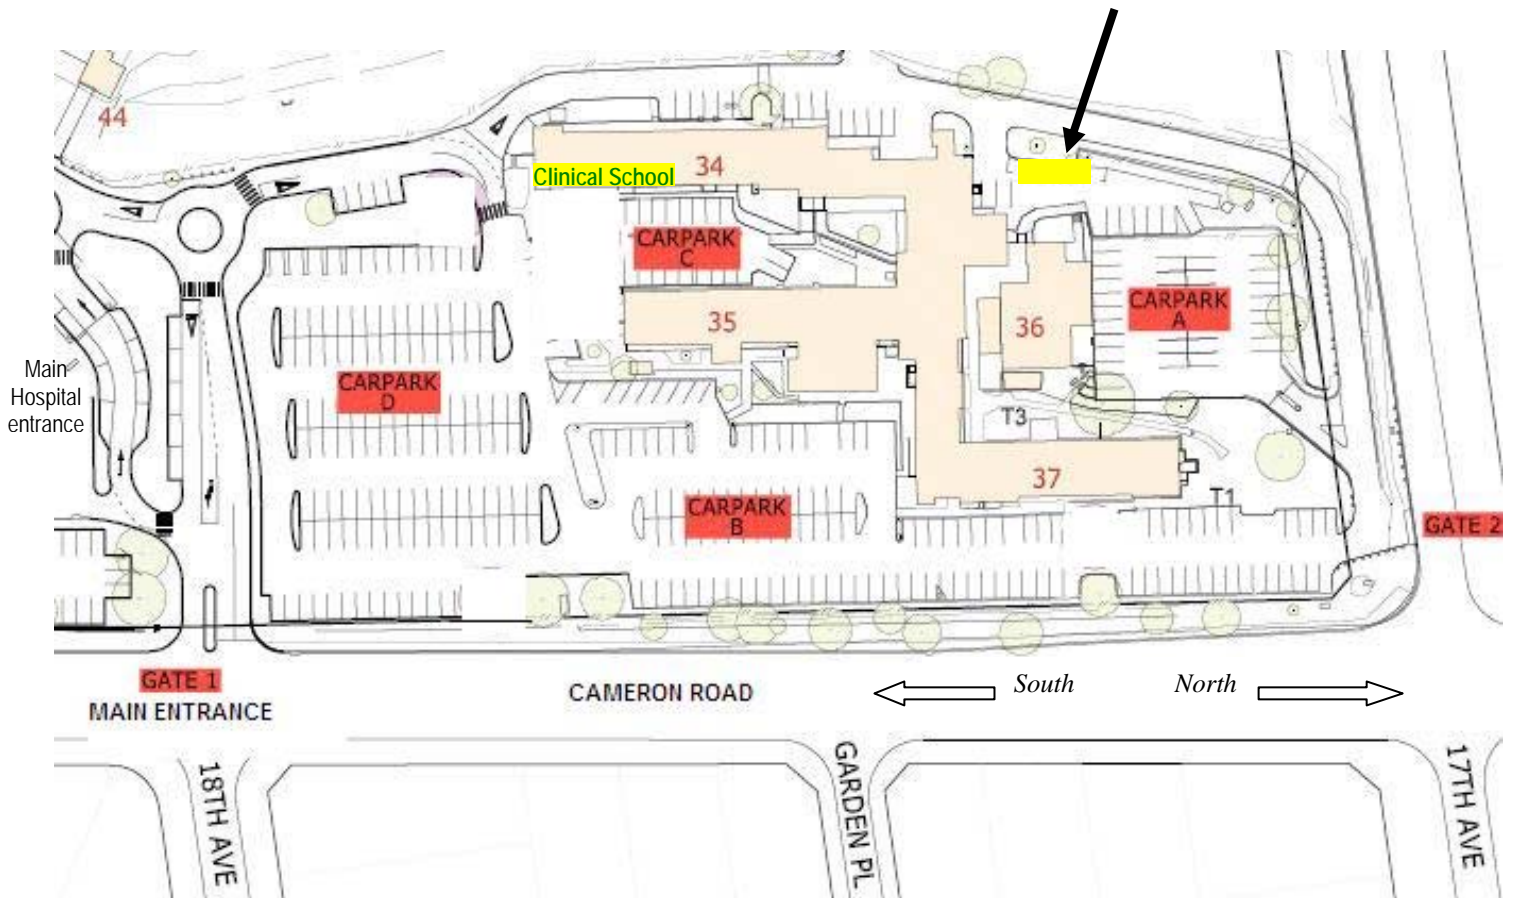 44
Clinical School
34
CARPARK
C
CARPARK
A
35
36
Main
Hospital
entrance
CARPARK
D
T3
37
T1
CARPARK
B
GATE 2
GATE 1
MAIN ENTRANCE
CAMERON ROAD
South
North
18TH AVE
GARDEN PL
17TH AVE